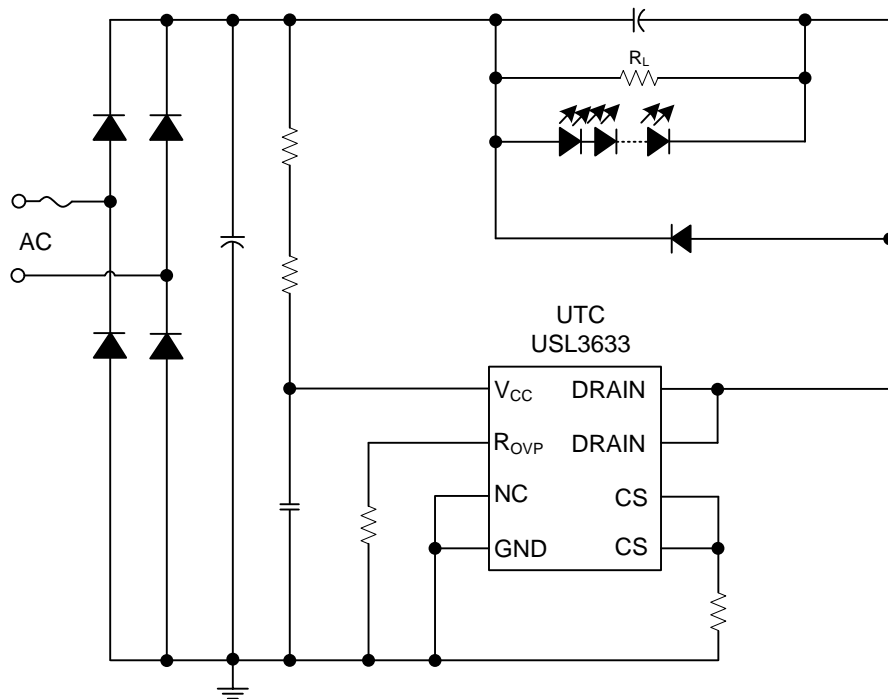 R_L
AC
UTC
USL3633
V_CC DRAIN
R_OVP DRAIN
NC CS
GND CS